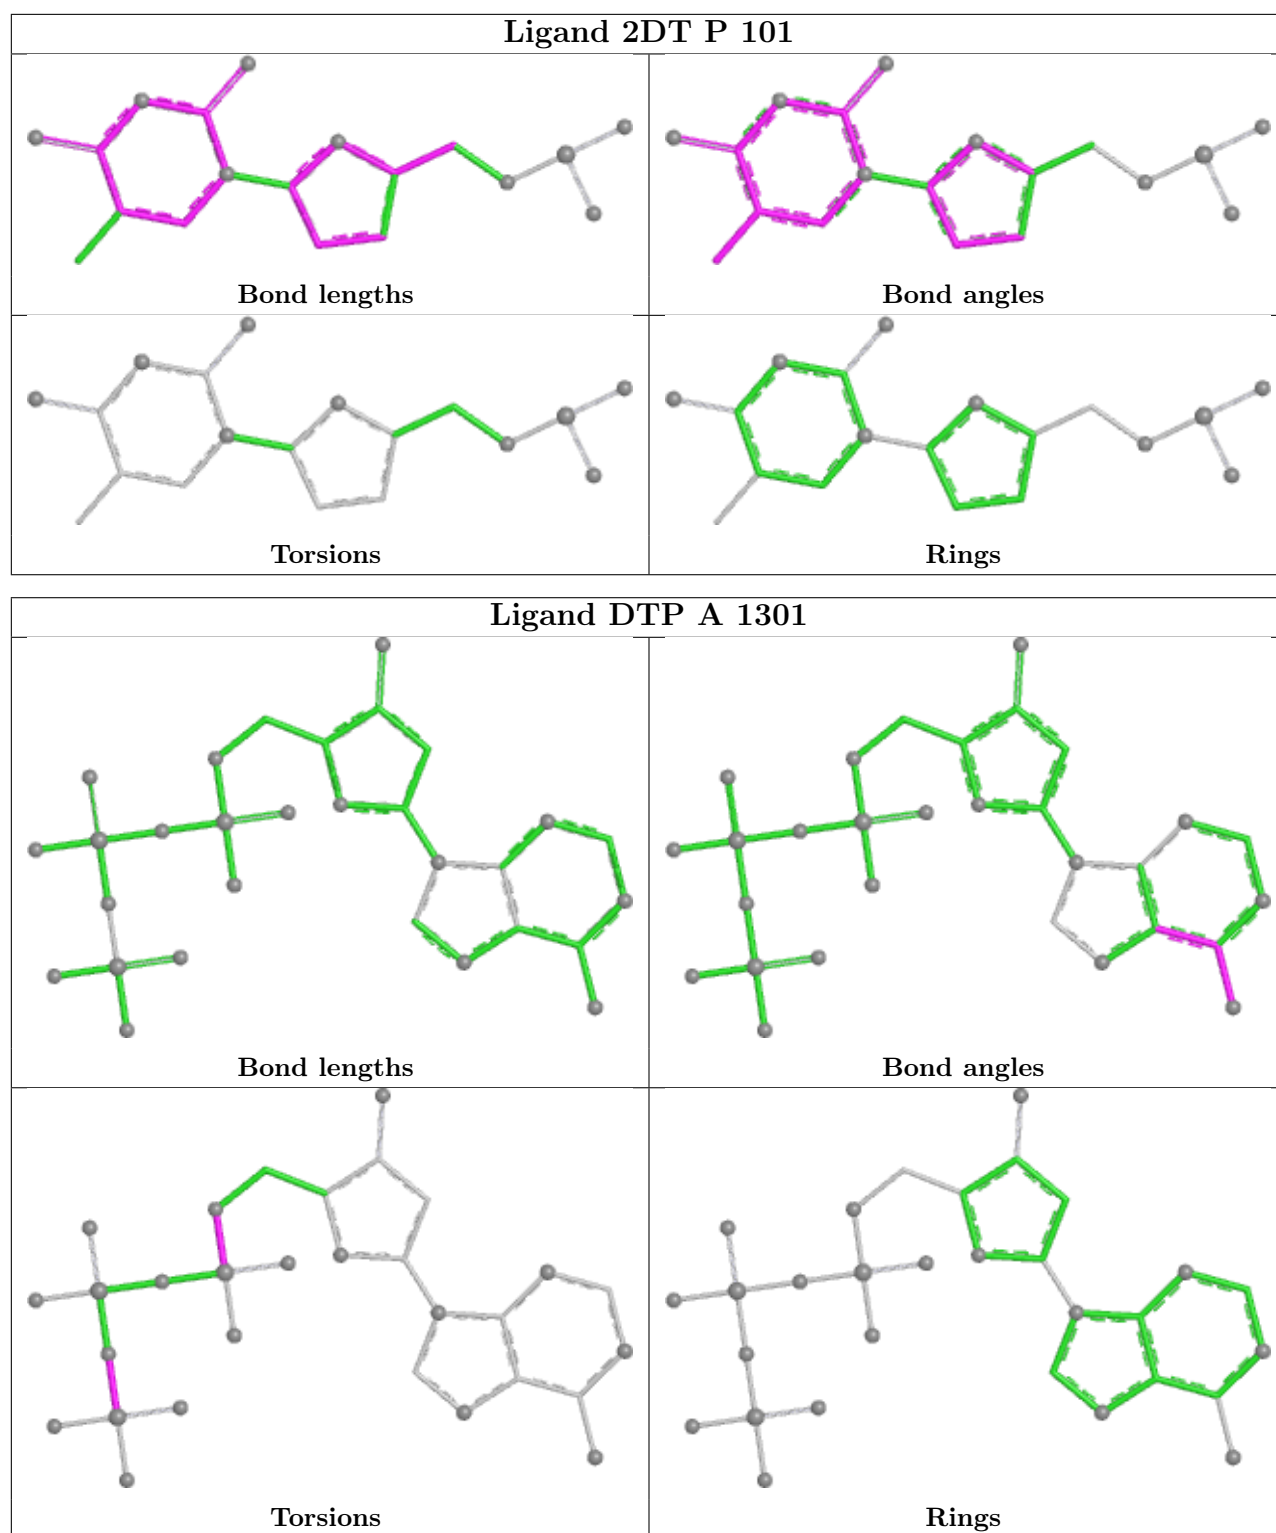 Ligand 2DT P 101
Bond lengths
Bond angles
Torsions
Rings
Ligand DTP A 1301
Bond lengths
Bond angles
Torsions
Rings